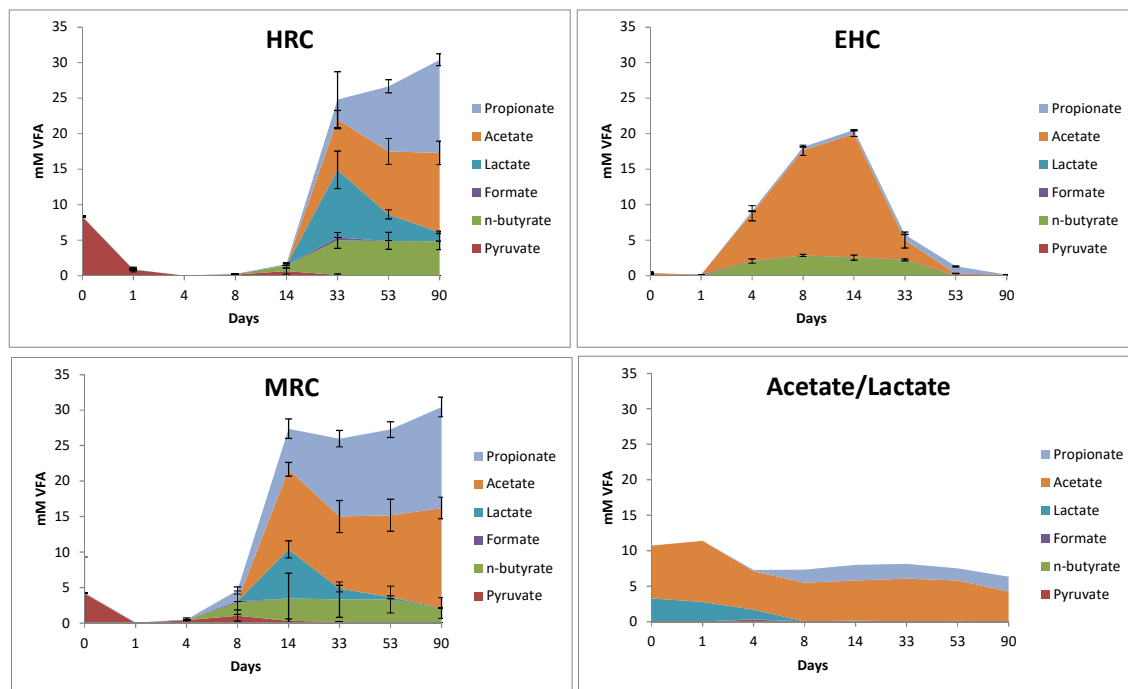 HRC
35
30
25
20
15
10
5
0
mM VFA
0 1 4 8 14 33 53 90
Days
Propionate
Acetate
Lactate
Formate
n-butyrate
Pyruvate
EHC
35
30
25
20
15
10
5
0
mM VFA
0 1 4 8 14 33 53 90
Days
Propionate
Acetate
Lactate
Formate
n-butyrate
Pyruvate
MRC
35
30
25
20
15
10
5
0
mM VFA
0 1 4 8 14 33 53 90
Days
Propionate
Acetate
Lactate
Formate
n-butyrate
Pyruvate
Acetate/Lactate
35
30
25
20
15
10
5
0
mM VFA
0 1 4 8 14 33 53 90
Days
Propionate
Acetate
Lactate
Formate
n-butyrate
Pyruvate